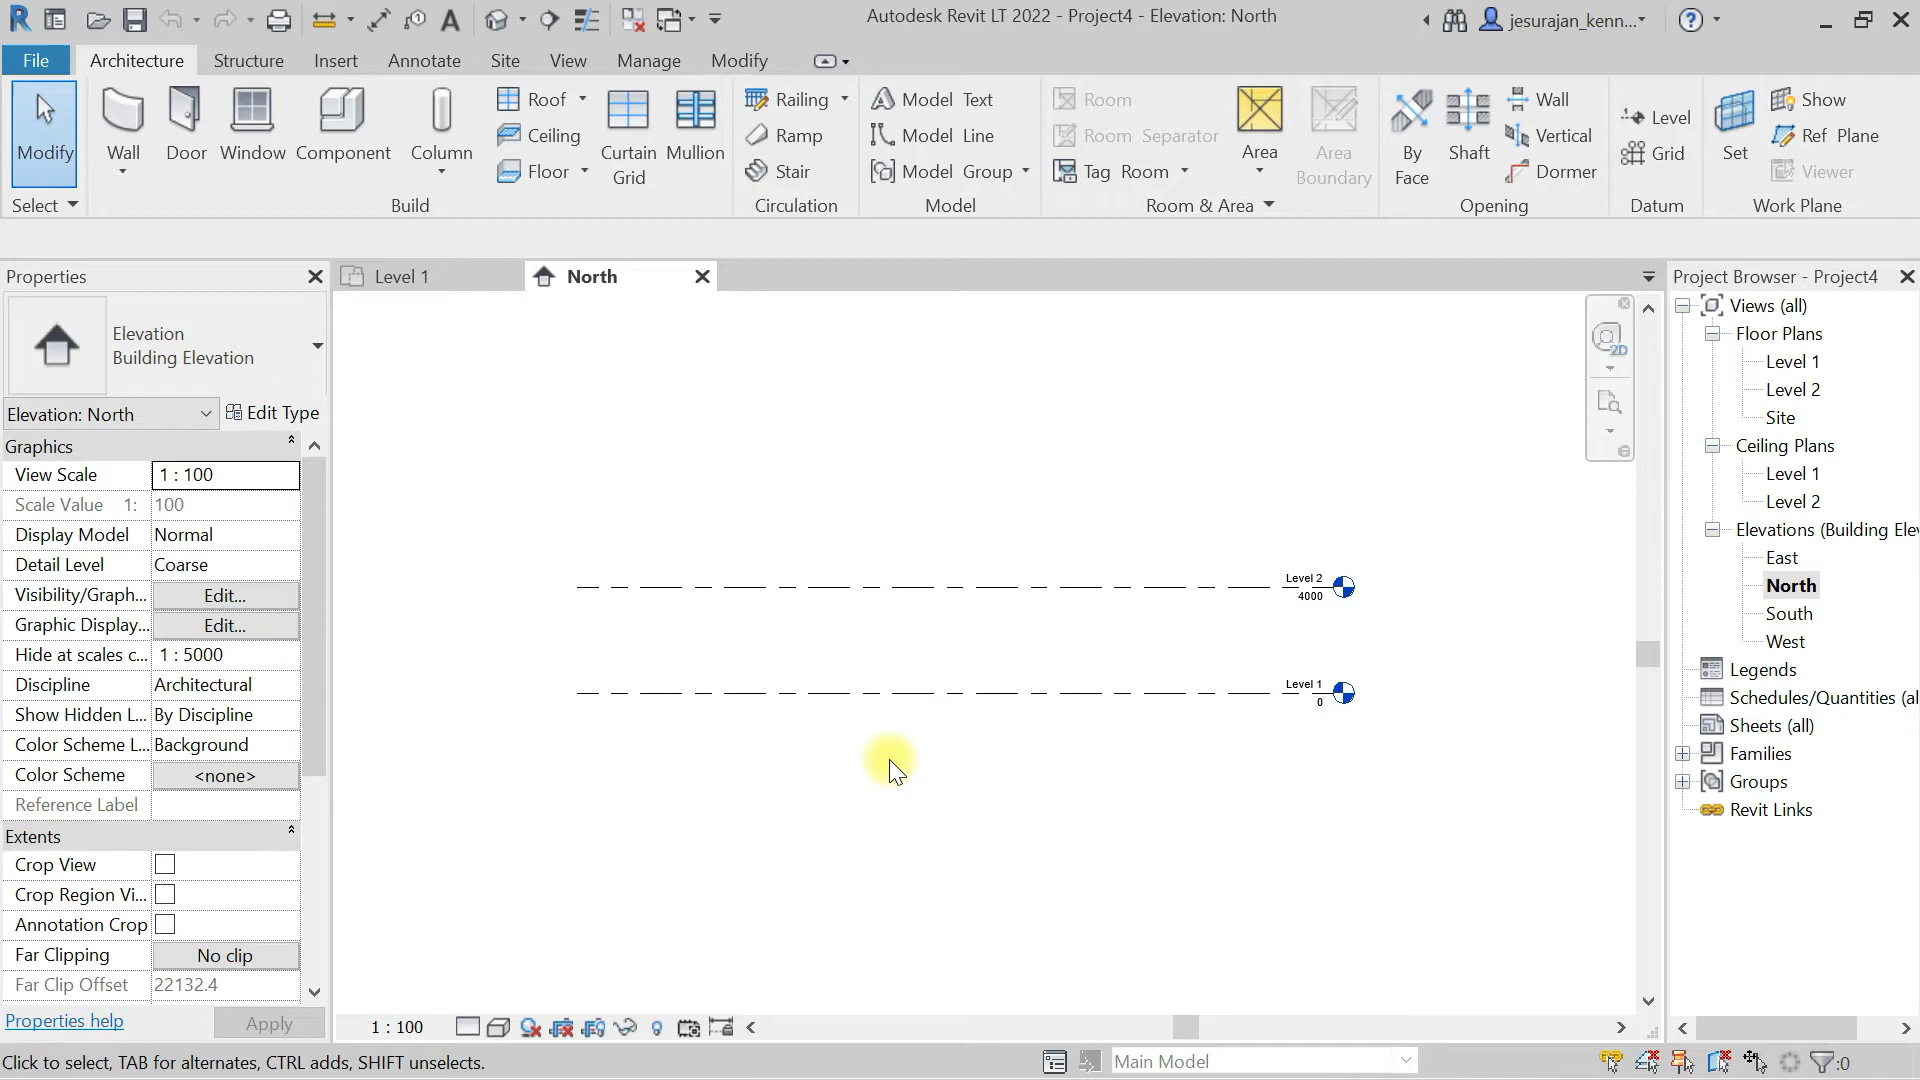 Autodesk Revit LT 2022 - Project4 - Elevation: North
jesurajan_kenn...
File
Architecture
Structure
Insert
Annotate
Site
View
Manage
Modify
Modify
Wall
Door
Window
Component
Column
Roof
Ceiling
Floor
Curtain
Grid
Mullion
Railing
Ramp
Stair
Model Text
Model Line
Model Group
Room
Room Separator
Tag Room
Area
Area
Boundary
By
Face
Shaft
Wall
Vertical
Dormer
Level
Grid
Set
Show
Ref Plane
Viewer
Select
Build
Circulation
Model
Room & Area
Opening
Datum
Work Plane
Properties
Level 1
North
Project Browser - Project4
Elevation
Building Elevation
Elevation: North
Edit Type
Graphics
View Scale 1 : 100
Scale Value 1: 100
Display Model Normal
Detail Level Coarse
Visibility/Graph... Edit...
Graphic Display... Edit...
Hide at scales c... 1 : 5000
Discipline Architectural
Show Hidden L... By Discipline
Color Scheme L... Background
Color Scheme <none>
Reference Label
Extents
Crop View
Crop Region Vi...
Annotation Crop
Far Clipping No clip
Far Clip Offset 22132.4
Properties help
Apply
2D
Level 2
4000
Level 1
0
Views (all)
Floor Plans
Level 1
Level 2
Site
Ceiling Plans
Level 1
Level 2
Elevations (Building Ele
East
North
South
West
Legends
Schedules/Quantities (al
Sheets (all)
Families
Groups
Revit Links
1 : 100
Click to select, TAB for alternates, CTRL adds, SHIFT unselects.
Main Model
:0